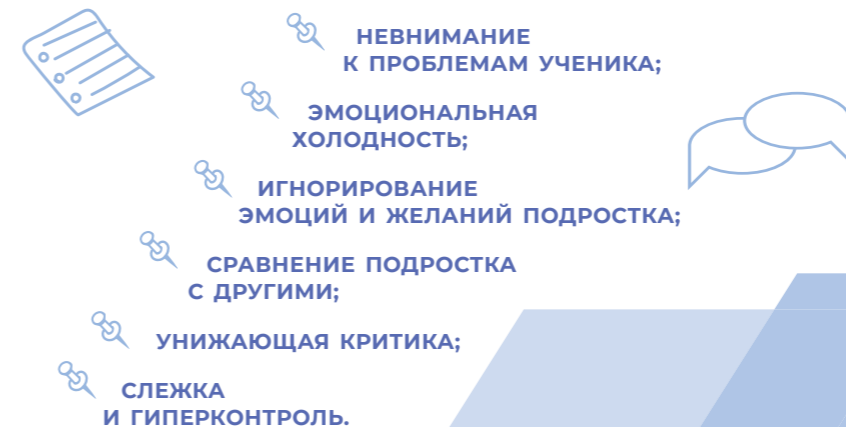 НЕВНИМАНИЕ
К ПРОБЛЕМАМ УЧЕНИКА;
ЭМОЦИОНАЛЬНАЯ
ХОЛОДНОСТЬ;
ИГНОРИРОВАНИЕ
ЭМОЦИЙ И ЖЕЛАНИЙ ПОДРОСТКА;
СРАВНЕНИЕ ПОДРОСТКА
С ДРУГИМИ;
УНИЖАЮЩАЯ КРИТИКА;
СЛЕЖКА
И ГИПЕРКОНТРОЛЬ.